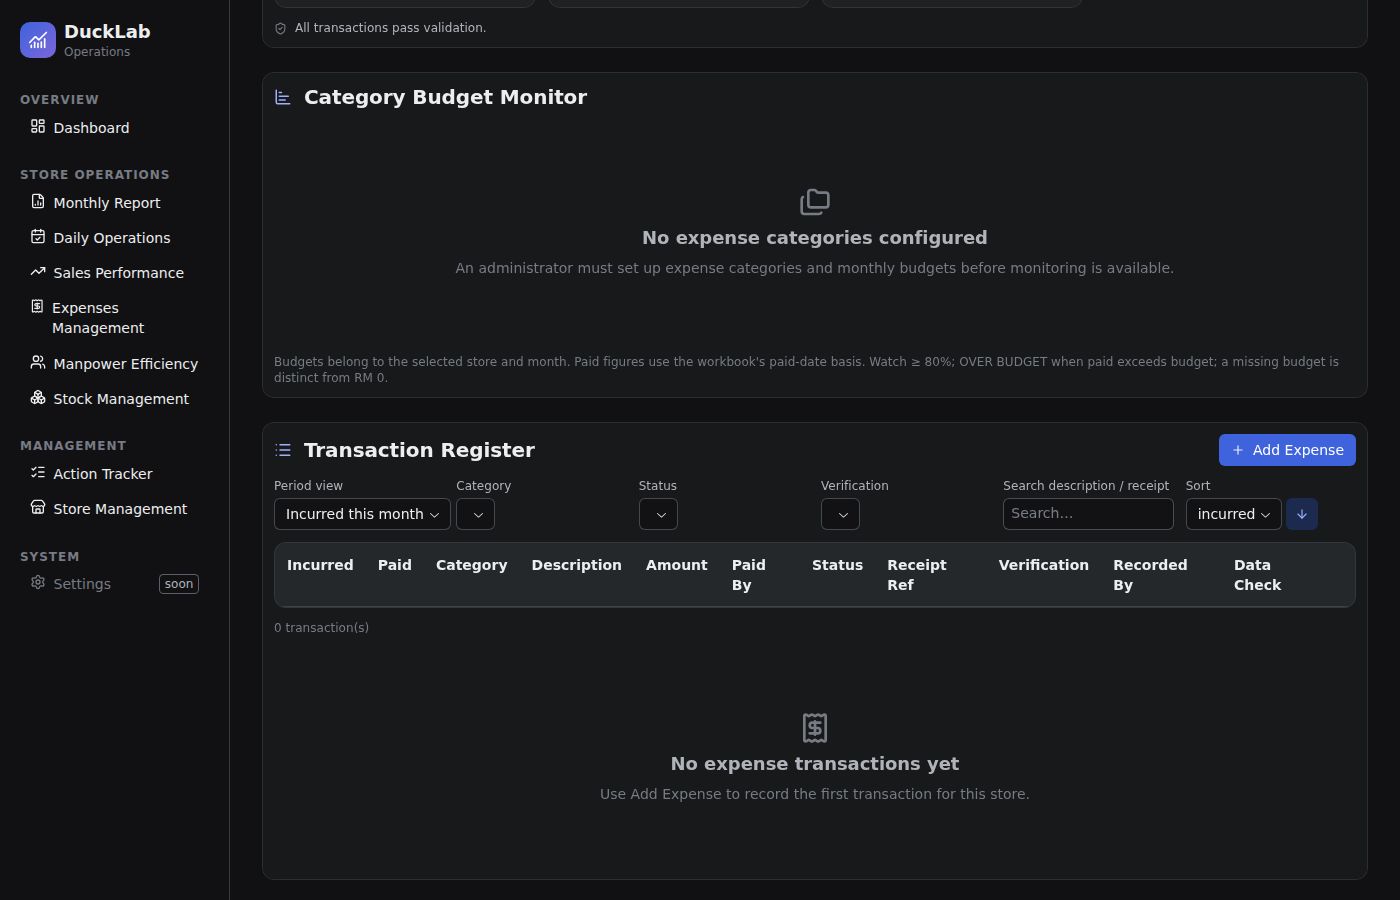 DuckLab
Operations
OVERVIEW
Dashboard
STORE OPERATIONS
Monthly Report
Daily Operations
Sales Performance
Expenses
Management
Manpower Efficiency
Stock Management
MANAGEMENT
Action Tracker
Store Management
SYSTEM
Settings soon
All transactions pass validation.
Category Budget Monitor
No expense categories configured
An administrator must set up expense categories and monthly budgets before monitoring is available.
Budgets belong to the selected store and month. Paid figures use the workbook's paid-date basis. Watch ≥ 80%; OVER BUDGET when paid exceeds budget; a missing budget is
distinct from RM 0.
Transaction Register
Add Expense
Period view Category Status Verification Search description / receipt Sort
Incurred this month Search... incurred
Incurred Paid Category Description Amount Paid By Status Receipt Ref Verification Recorded By Data Check
0 transaction(s)
No expense transactions yet
Use Add Expense to record the first transaction for this store.